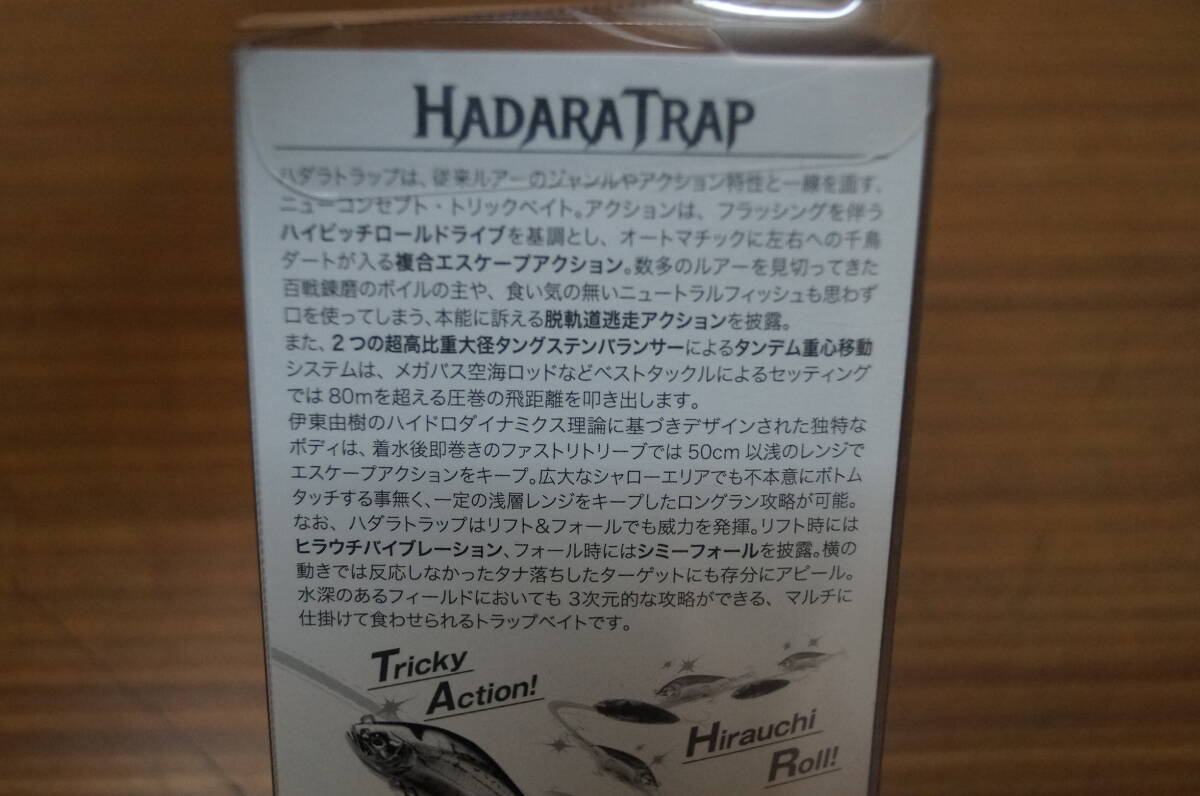 HADARATRAP
ハダラトラップは、従来ルアーのジャンルやアクション特性と一線を画す、
ニューコンセプト・トリックベイト。アクションは、フラッシングを伴う
ハイピッチロールドライブを基調とし、オートマチックに左右への千鳥
ダートが入る複合エスケープアクション。数多のルアーを見切ってきた
百戦錬磨のボイルの主や、食い気の無いニュートラルフィッシュも思わず
口を使ってしまう、本能に訴える脱軌道逃走アクションを披露。
また、2つの超高比重大径タングステンバランサーによるタンデム重心移動
システムは、メガバス空海ロッドなどベストタックルによるセッティング
では 80mを超える圧巻の飛距離を叩き出します。
伊東由樹のハイドロダイナミクス理論に基づきデザインされた独特な
ボディは、着水後即巻きのファストリトリーブでは 50cm 以浅のレンジで
エスケープアクションをキープ。広大なシャローエリアでも不本意にボトム
タッチする事無く、一定の浅層レンジをキープしたロングラン攻略が可能。
なお、ハダラトラップはリフト&フォールでも威力を発揮。リフト時には
ヒラウチバイブレーション、フォール時にはシミーフォールを披露。横の
動きでは反応しなかったタナ落ちしたターゲットにも存分にアピール。
水深のあるフィールドにおいても 3次元的な攻略ができる、マルチに
仕掛けて食わせられるトラップベイトです。
Tricky
Action!
Hirauchi
Roll!